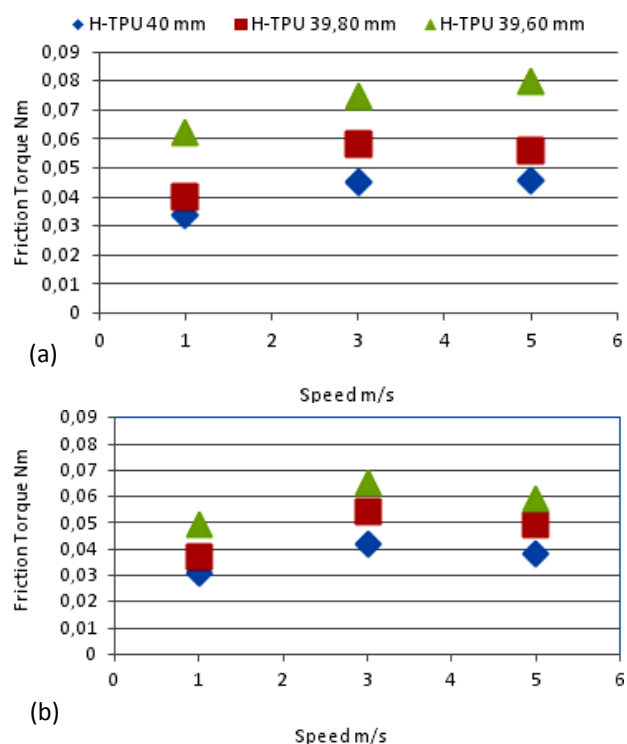 H-TPU 40 mm H-TPU 39,80 mm H-TPU 39,60 mm
Friction Torque Nm
0,09
0,08
0,07
0,06
0,05
0,04
0,03
0,02
0,01
0
0 1 2 3 4 5 6
(a)
Speed m/s
Friction Torque Nm
0,09
0,08
0,07
0,06
0,05
0,04
0,03
0,02
0,01
0
0 1 2 3 4 5 6
(b)
Speed m/s